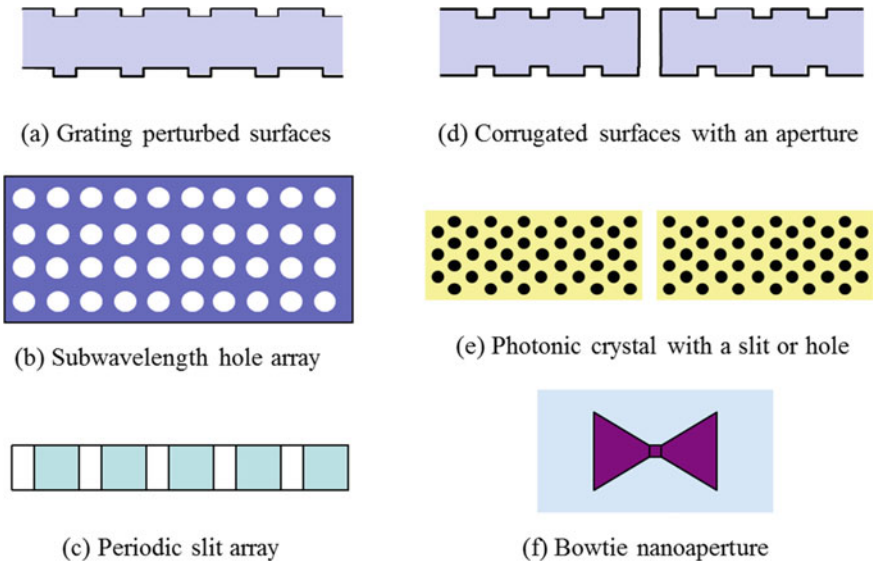 (a) Grating perturbed surfaces
(d) Corrugated surfaces with an aperture
(b) Subwavelength hole array
(e) Photonic crystal with a slit or hole
(c) Periodic slit array
(f) Bowtie nanoaperture